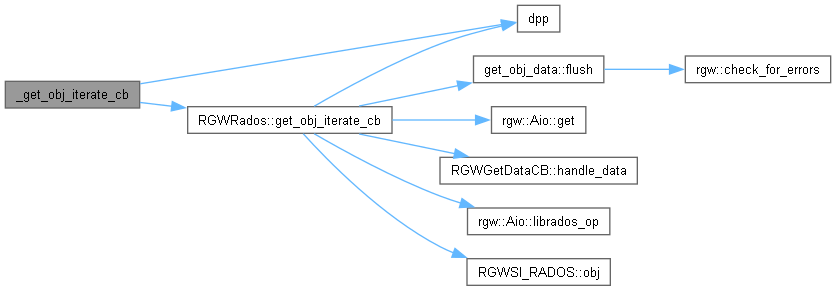 _get_obj_iterate_cb
RGWRados::get_obj_iterate_cb
dpp
get_obj_data::flush
rgw::check_for_errors
rgw::Aio::get
RGWGetDataCB::handle_data
rgw::Aio::librados_op
RGWSI_RADOS::obj